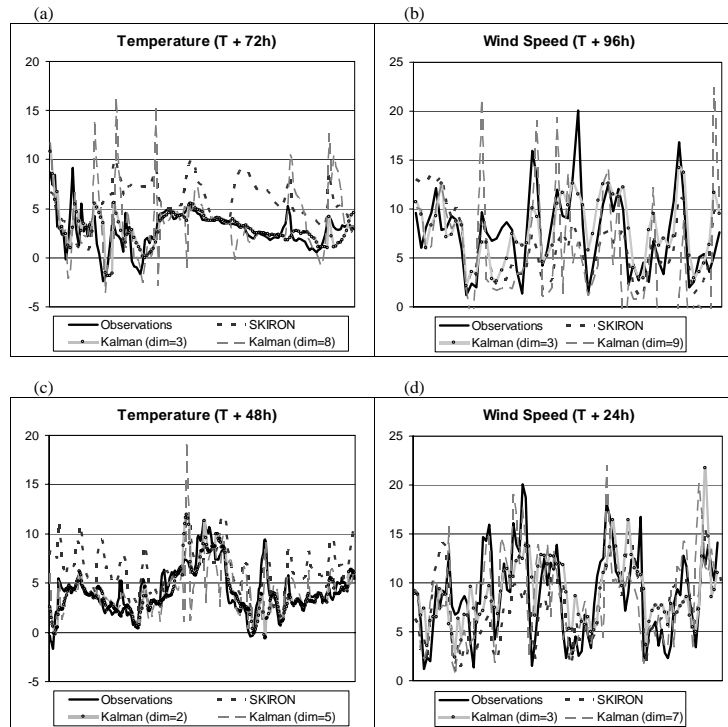 (a)
(b)
Temperature (T + 72h)
20
15
10
5
0
-5
Observations
SKIRON
Kalman (dim=3)
Kalman (dim=8)
Wind Speed (T + 96h)
25
20
15
10
5
0
Observations
SKIRON
Kalman (dim=3)
Kalman (dim=9)
(c)
(d)
Temperature (T + 48h)
20
15
10
5
0
-5
Observations
SKIRON
Kalman (dim=2)
Kalman (dim=5)
Wind Speed (T + 24h)
25
20
15
10
5
0
Observations
SKIRON
Kalman (dim=3)
Kalman (dim=7)